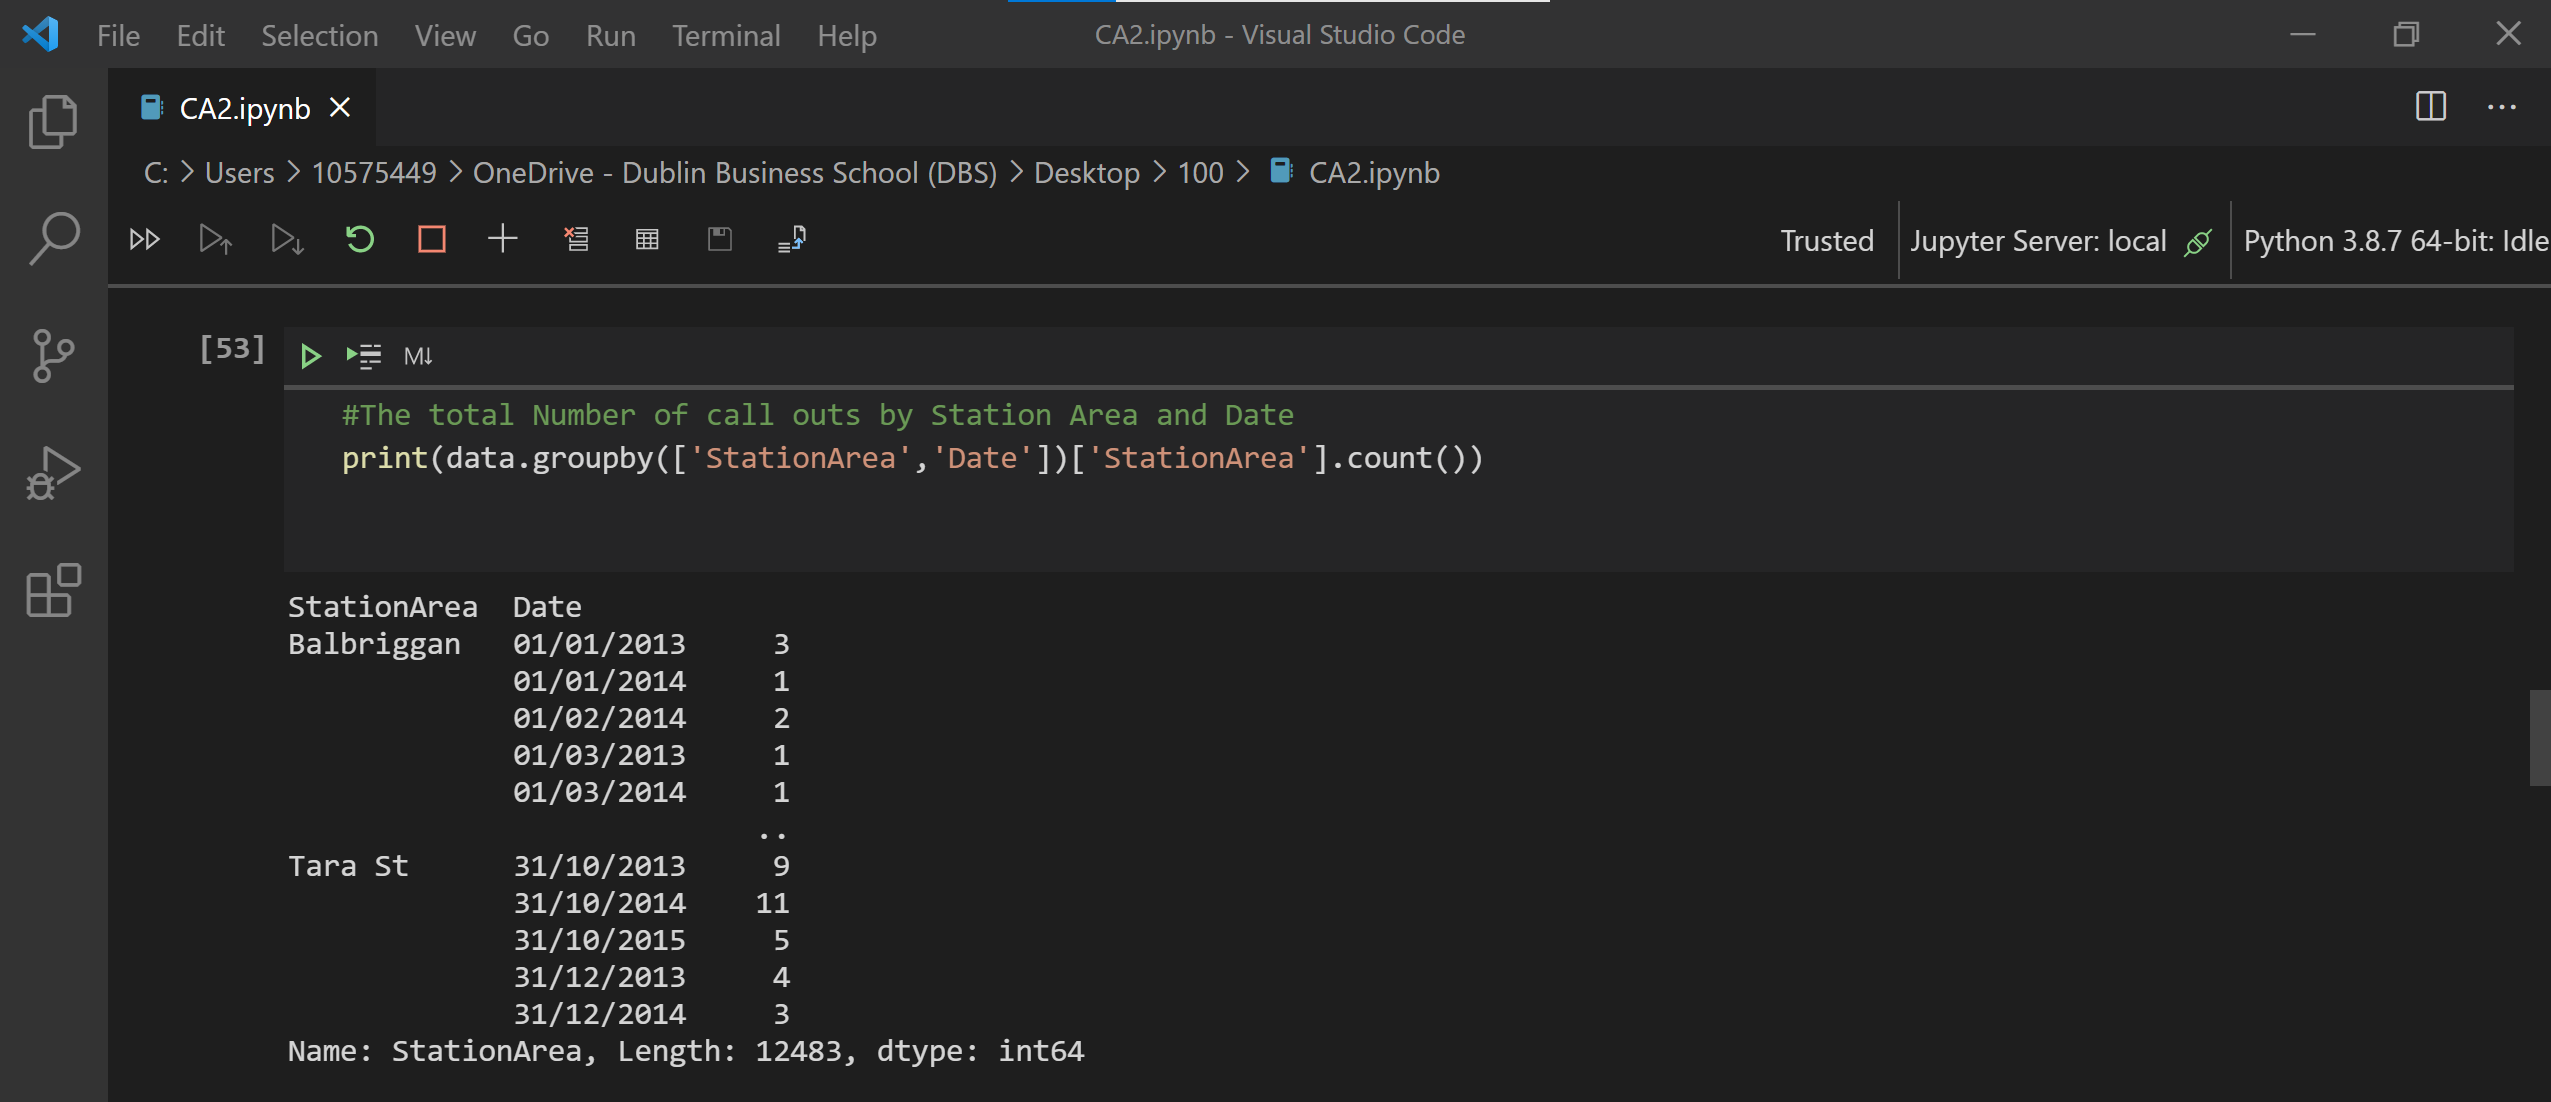 File Edit Selection View Go Run Terminal Help CA2.ipynb - Visual Studio Code
CA2.ipynb
C: > Users > 10575449 > OneDrive - Dublin Business School (DBS) > Desktop > 100 > CA2.ipynb
Trusted Jupyter Server: local Python 3.8.7 64-bit: Idle
[53] M↓
#The total Number of call outs by Station Area and Date
print(data.groupby(['StationArea','Date'])['StationArea'].count())
StationArea Date
Balbriggan 01/01/2013 3
01/01/2014 1
01/02/2014 2
01/03/2013 1
01/03/2014 1
..
Tara St 31/10/2013 9
31/10/2014 11
31/10/2015 5
31/12/2013 4
31/12/2014 3
Name: StationArea, Length: 12483, dtype: int64